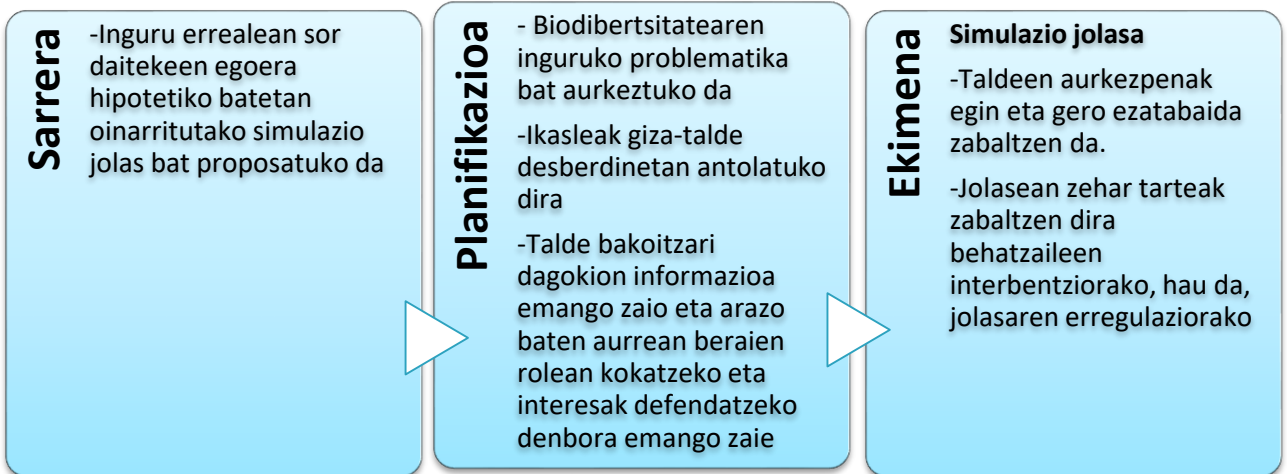 Sarrera
-Inguru errealean sor
daitekeen egoera
hipotetiko batetan
oinarritutako simulazio
jolas bat proposatuko da
Planifikazioa
- Biodibertsitatearen
inguruko problematika
bat aurkeztuko da
-Ikasleak giza-talde
desberdinetan antolatuko
dira
-Talde bakoitzari
dagokion informazioa
emango zaio eta arazo
baten aurrean beraien
rolean kokatzeko eta
interesak defendatzeko
denbora emango zaie
Ekimena
Simulazio jolasa
-Taldeen aurkezpenak
egin eta gero ezatabaida
zabaltzen da.
-Jolasean zehar tarteak
zabaltzen dira
behatzaileen
interbentziorako, hau da,
jolasaren erregulaziorako